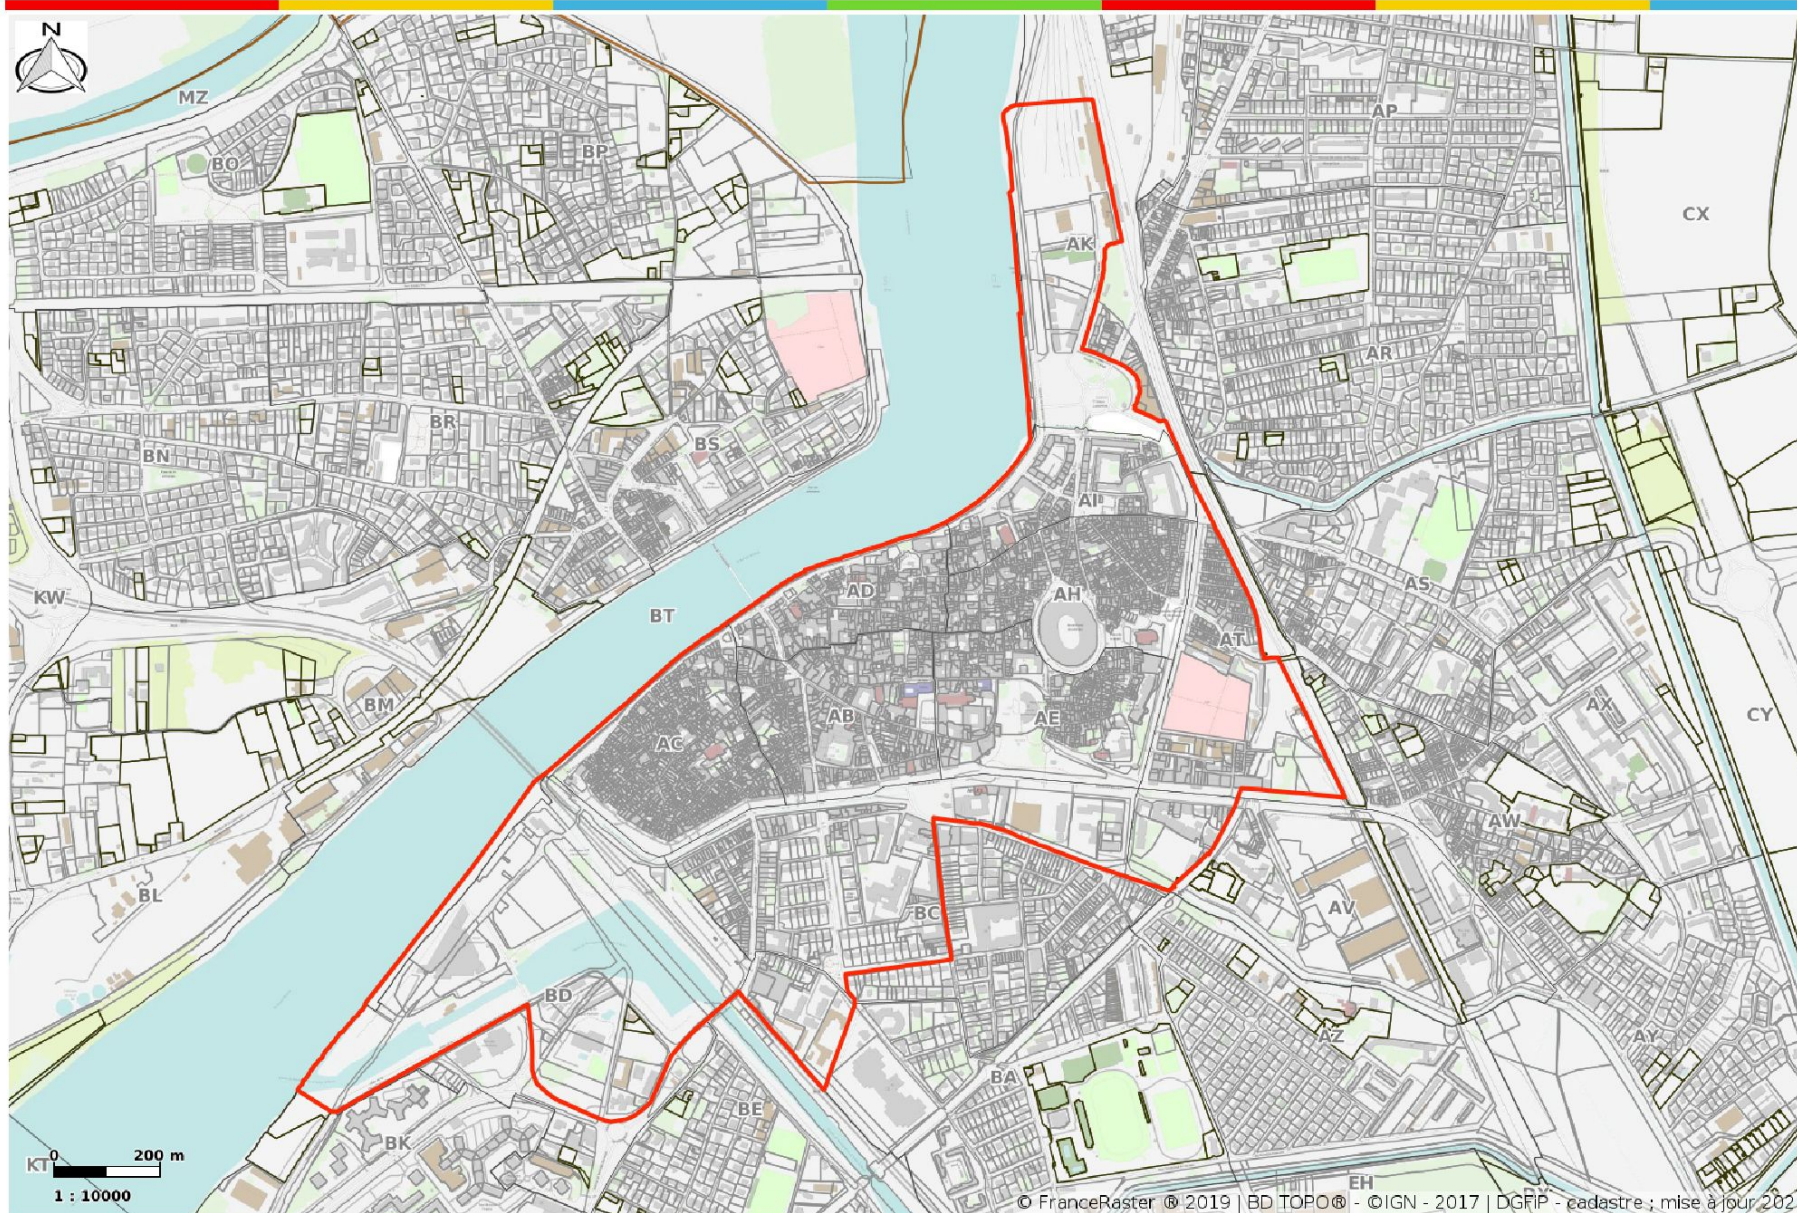 N
MZ
BO
BP
AP
CX
AK
AR
BR
BS
BN
AI
AS
KW
BT
AD
AH
AT
BM
AC
AB
AE
AX
CY
AW
BL
BC
AV
BD
AZ
AY
BA
BE
BK
KT
0 200 m
1 : 10000
EH
© FranceRaster ® 2019 | BD TOPO® - ©IGN - 2017 | DGFiP - cadastre ; mise à jour 202